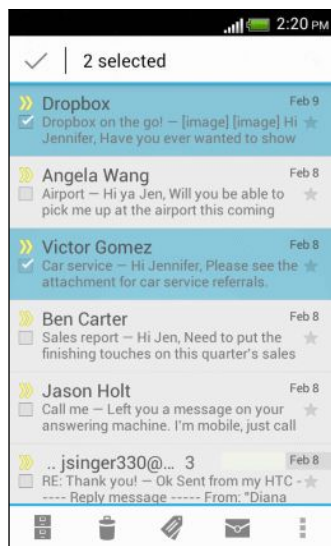 2:20 PM
2 selected
Dropbox Feb 9
Dropbox on the go! – [image] [image] Hi
Jennifer, Have you ever wanted to show
Angela Wang Feb 8
Airport – Hi ya Jen, Will you be able to
pick me up at the airport this coming
Victor Gomez Feb 8
Car service – Hi Jennifer, Please see the
attachment for car service referrals.
Ben Carter Feb 8
Sales report – Hi Jen, Need to put the
finishing touches on this quarter's sales
Jason Holt Feb 8
Call me – Left you a message on your
answering machine. I'm mobile, just call
.. jsinger330@... 3 Feb 8
RE: Thank you! – Ok Sent from my HTC -
---- Reply message ----- From: "Diana